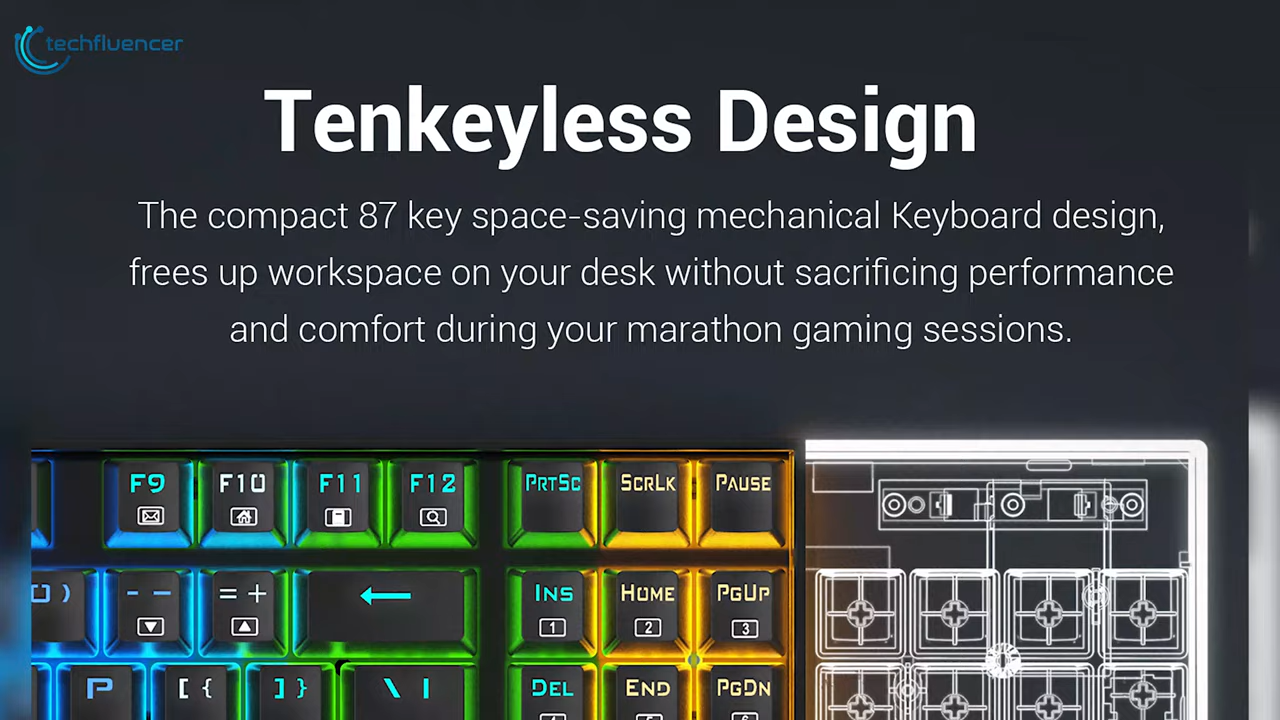 techfluencer
Tenkeyless Design
The compact 87 key space-saving mechanical Keyboard design,
frees up workspace on your desk without sacrificing performance
and comfort during your marathon gaming sessions.
F9 F10 F11 F12 PrtSc ScrLk Pause
) - - = + Ins Home PgUp
1 2 3
P [ { ] } \ | Del End PgDn